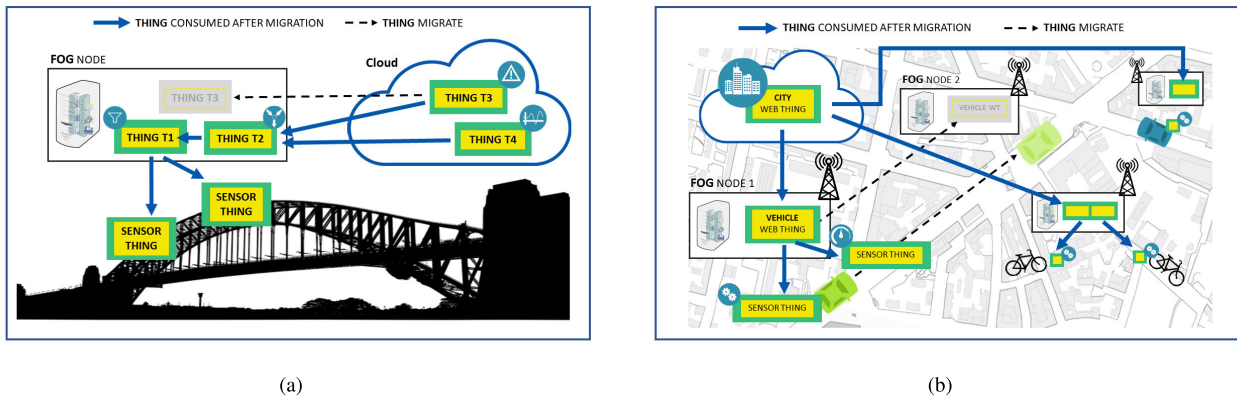 THING CONSUMED AFTER MIGRATION
THING MIGRATE
FOG NODE
Cloud
THING T3
THING T3
THING T1
THING T2
THING T4
SENSOR
THING
SENSOR
THING
(a)
THING CONSUMED AFTER MIGRATION
THING MIGRATE
FOG NODE 2
CITY
WEB THING
VEHICLE WT
FOG NODE 1
VEHICLE
WEB THING
SENSOR THING
SENSOR THING
(b)